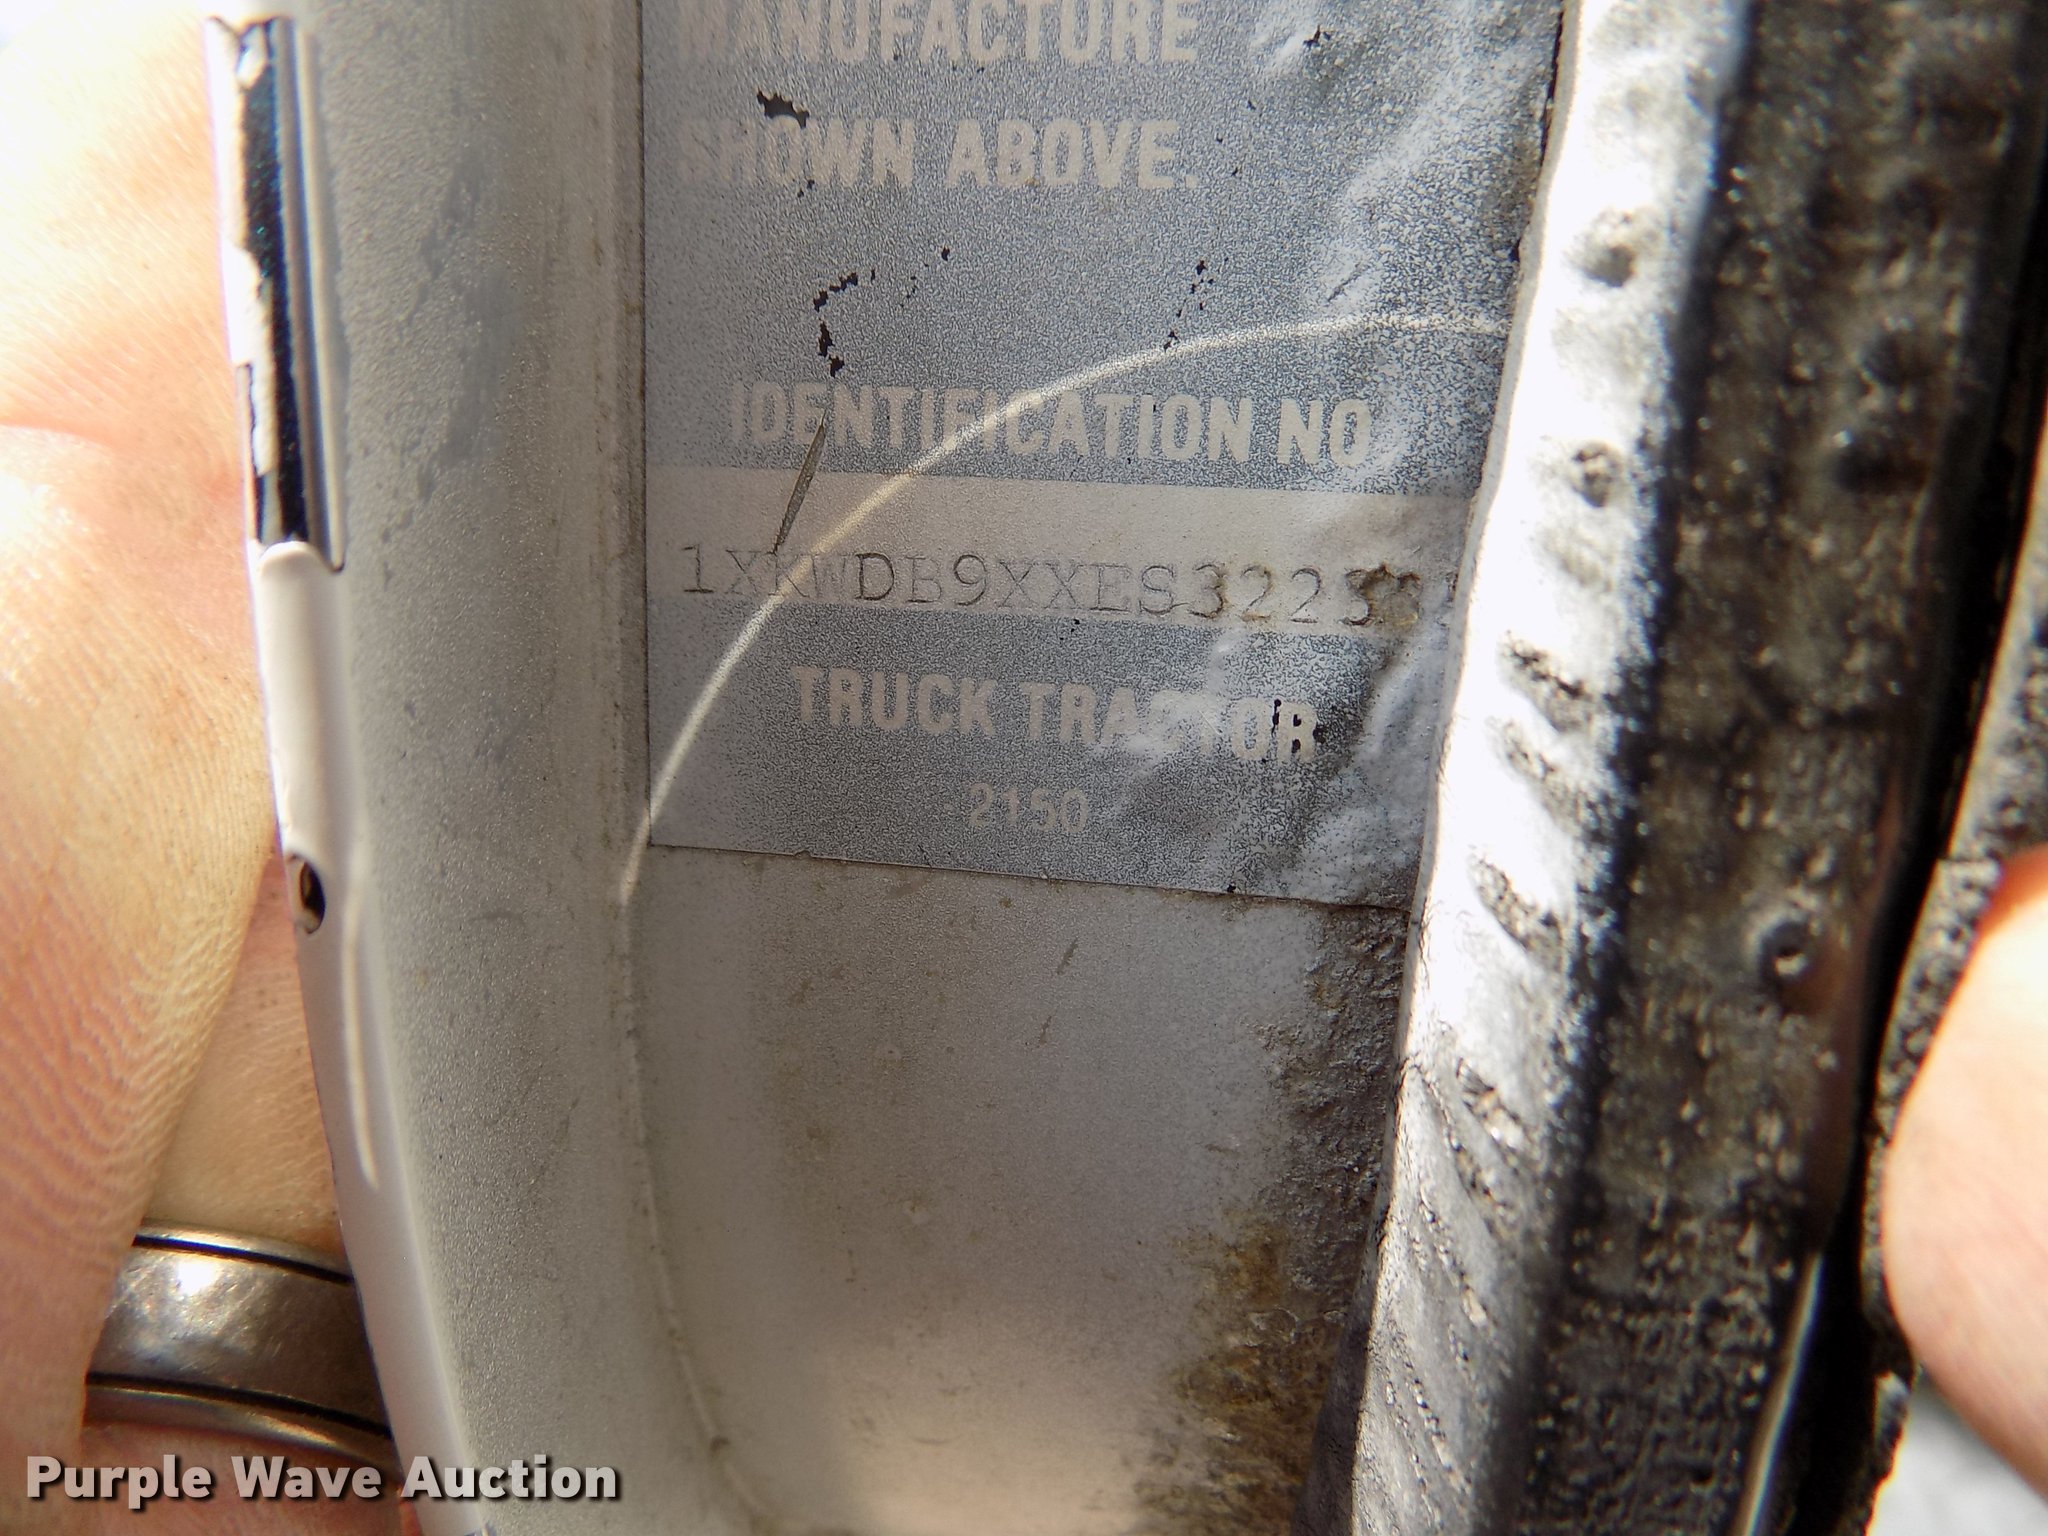 MANUFACTURE
SHOWN ABOVE.
IDENTIFICATION NO
TRUCK TRACTOR
2150
Purple Wave Auction